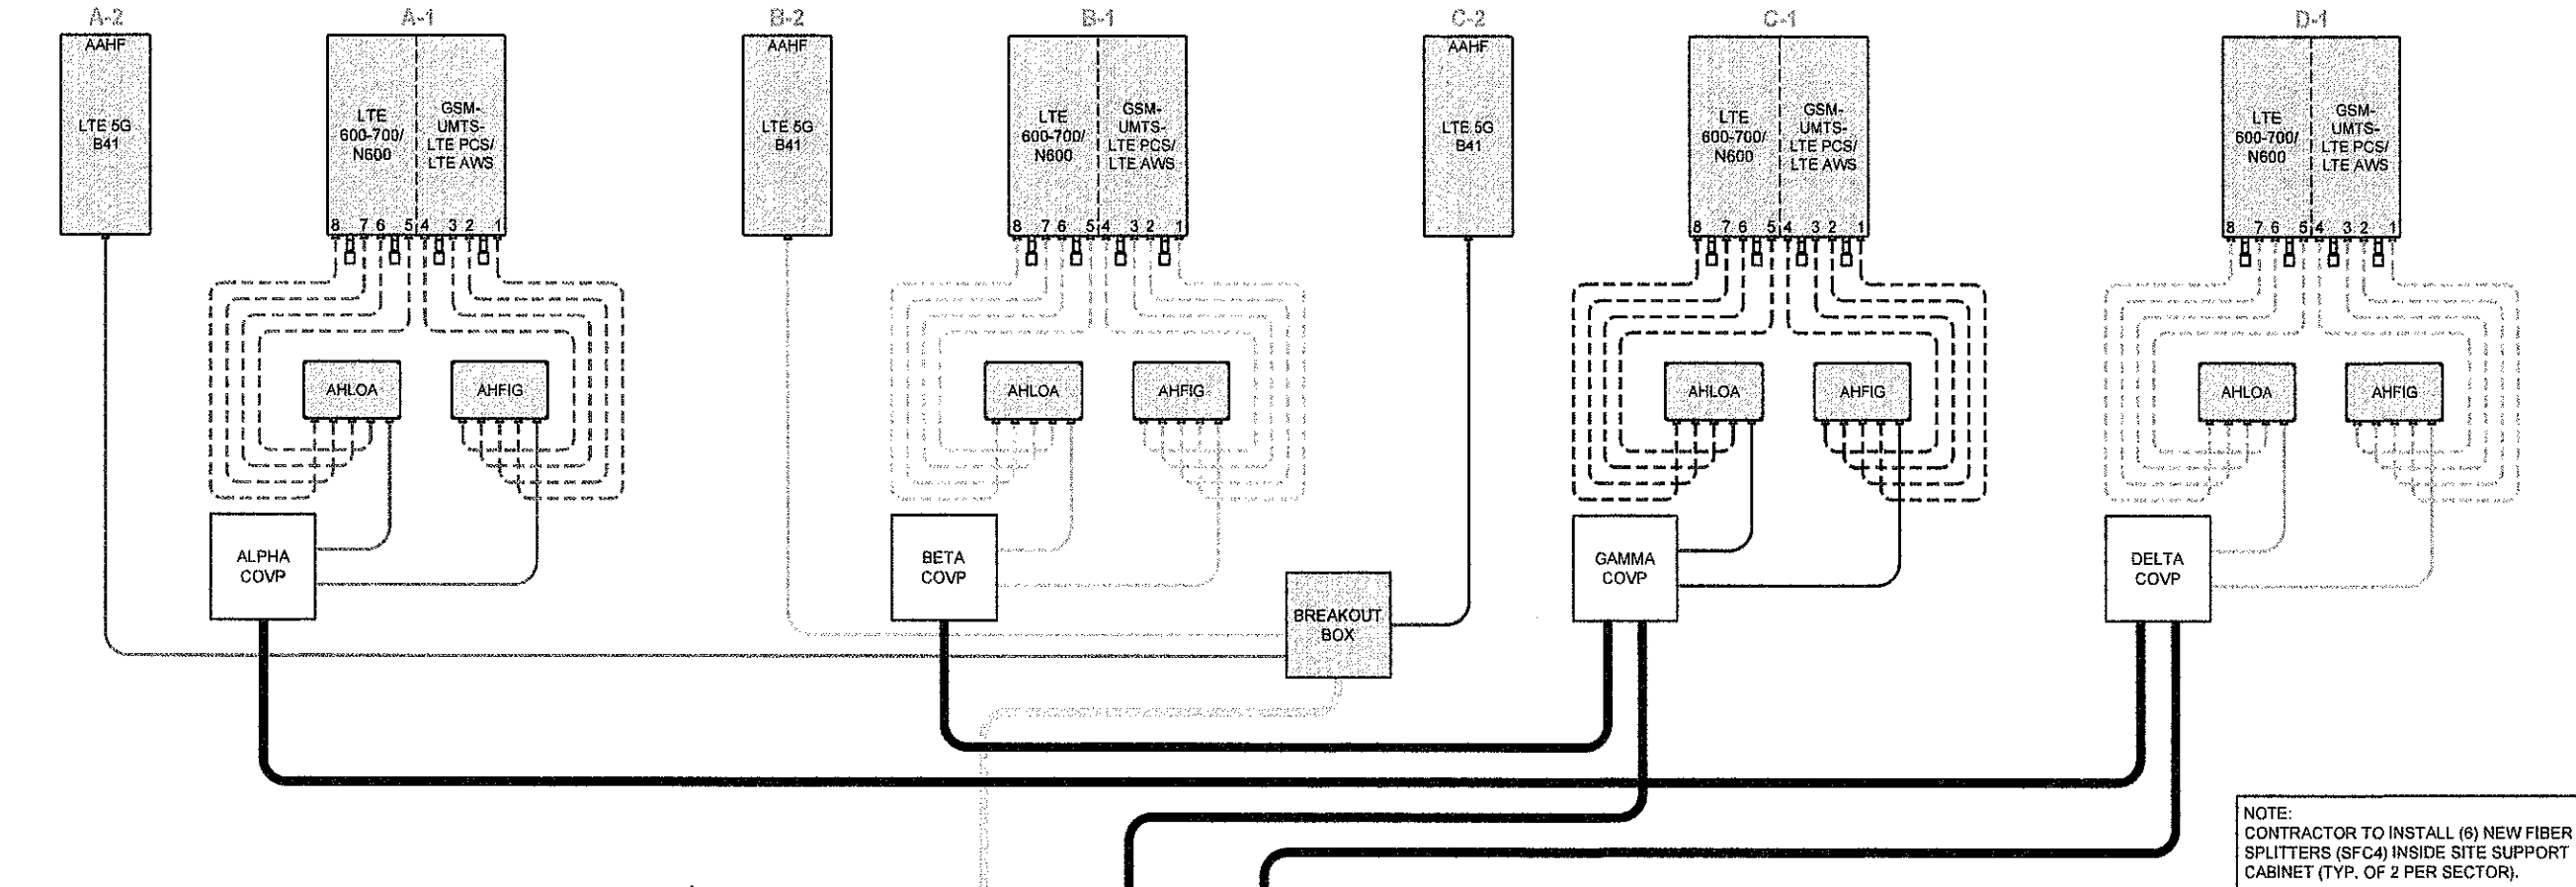 A-2
A-1
B-2
B-1
C-2
C-1
D-1
AAHF
LTE 5G
B41
LTE
600-700/
N600
GSM-
UMTS-
LTE PCS/
LTE AWS
8 7 6 5 4 3 2 1
AAHF
LTE 5G
B41
LTE
600-700/
N600
GSM-
UMTS-
LTE PCS/
LTE AWS
8 7 6 5 4 3 2 1
AAHF
LTE 5G
B41
LTE
600-700/
N600
GSM-
UMTS-
LTE PCS/
LTE AWS
8 7 6 5 4 3 2 1
LTE
600-700/
N600
GSM-
UMTS-
LTE PCS/
LTE AWS
8 7 6 5 4 3 2 1
AHLOA
AHFIG
AHLOA
AHFIG
AHLOA
AHFIG
AHLOA
AHFIG
ALPHA
COVP
BETA
COVP
BREAKOUT
BOX
GAMMA
COVP
DELTA
COVP
NOTE:
CONTRACTOR TO INSTALL (6) NEW FIBER
SPLITTERS (SFC4) INSIDE SITE SUPPORT
CABINET (TYP. OF 2 PER SECTOR).